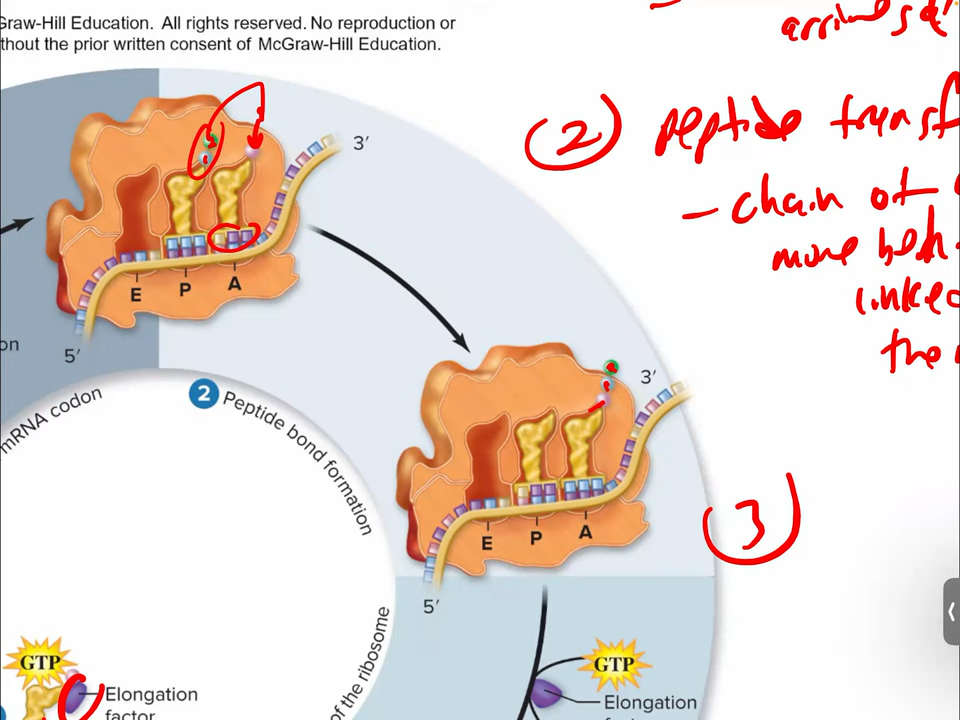 Graw-Hill Education. All rights reserved. No reproduction or
thout the prior written consent of McGraw-Hill Education.
arrives
2 peptide transf
- chain of
more
linked
the
3'
E P A
5'
on
mRNA codon
2 Peptide bond formation
3'
E P A
5'
3
of the ribosome
GTP
Elongation
factor
GTP
Elongation